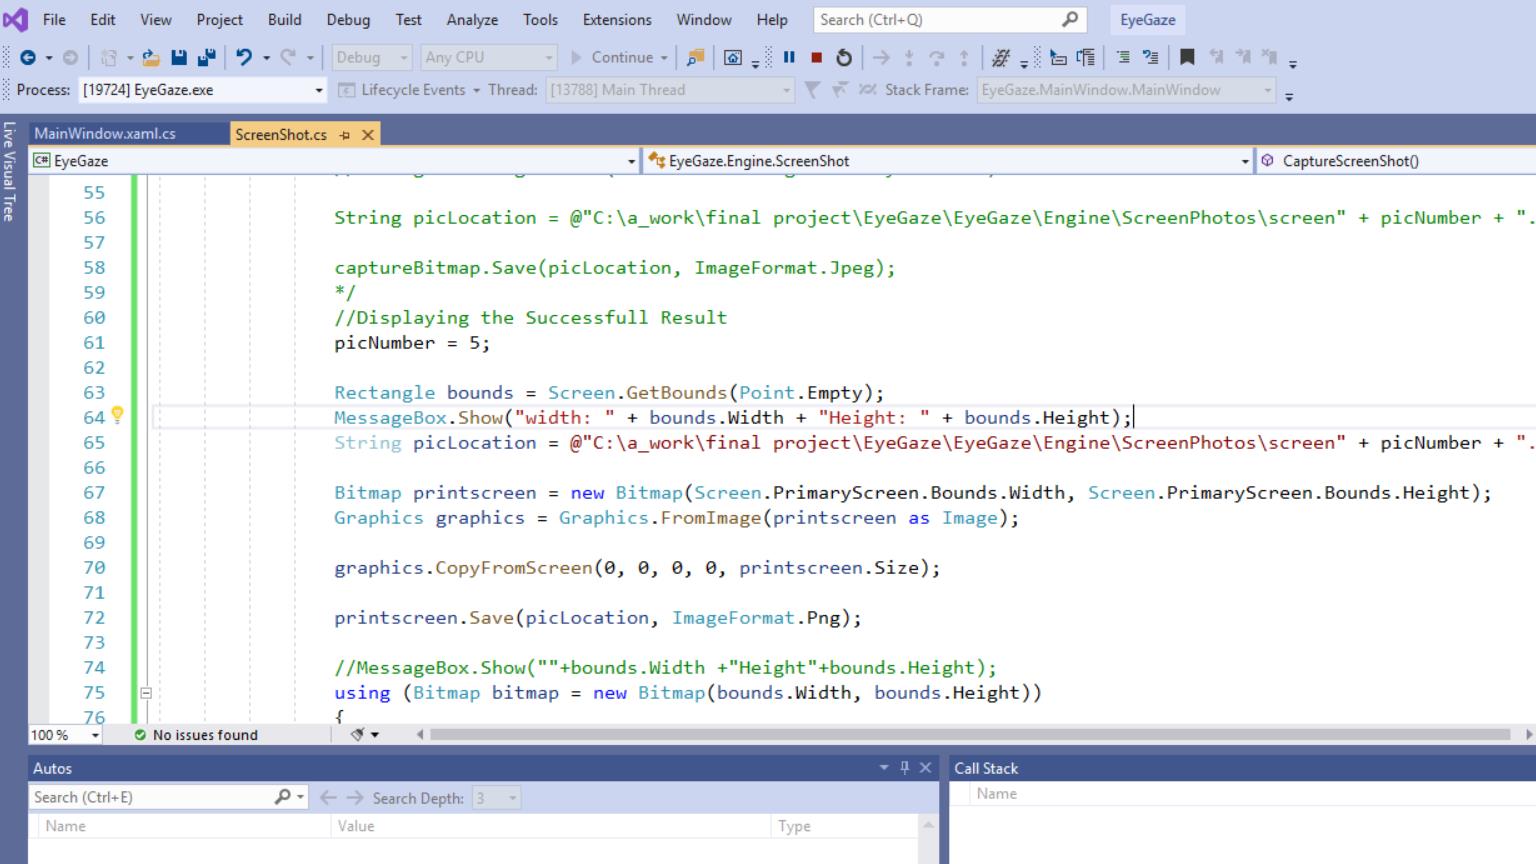 File Edit View Project Build Debug Test Analyze Tools Extensions Window Help Search (Ctrl+Q) EyeGaze
Debug Any CPU Continue
Process: [19724] EyeGaze.exe Lifecycle Events Thread: [13788] Main Thread Stack Frame: EyeGaze.MainWindow.MainWindow
Live Visual Tree
MainWindow.xaml.cs ScreenShot.cs
C# EyeGaze EyeGaze.Engine.ScreenShot CaptureScreenShot()
55
56 String picLocation = @"C:\a_work\final project\EyeGaze\EyeGaze\Engine\ScreenPhotos\screen" + picNumber + ".
57
58 captureBitmap.Save(picLocation, ImageFormat.Jpeg);
59 */
60 //Displaying the Successfull Result
61 picNumber = 5;
62
63 Rectangle bounds = Screen.GetBounds(Point.Empty);
64 MessageBox.Show("width: " + bounds.Width + "Height: " + bounds.Height);
65 String picLocation = @"C:\a_work\final project\EyeGaze\EyeGaze\Engine\ScreenPhotos\screen" + picNumber + ".
66
67 Bitmap printscreen = new Bitmap(Screen.PrimaryScreen.Bounds.Width, Screen.PrimaryScreen.Bounds.Height);
68 Graphics graphics = Graphics.FromImage(printscreen as Image);
69
70 graphics.CopyFromScreen(0, 0, 0, 0, printscreen.Size);
71
72 printscreen.Save(picLocation, ImageFormat.Png);
73
74 //MessageBox.Show(""+bounds.Width +"Height"+bounds.Height);
75 using (Bitmap bitmap = new Bitmap(bounds.Width, bounds.Height))
76 {
100 % No issues found
Autos Call Stack
Search (Ctrl+E) Search Depth: 3 Name
Name Value Type